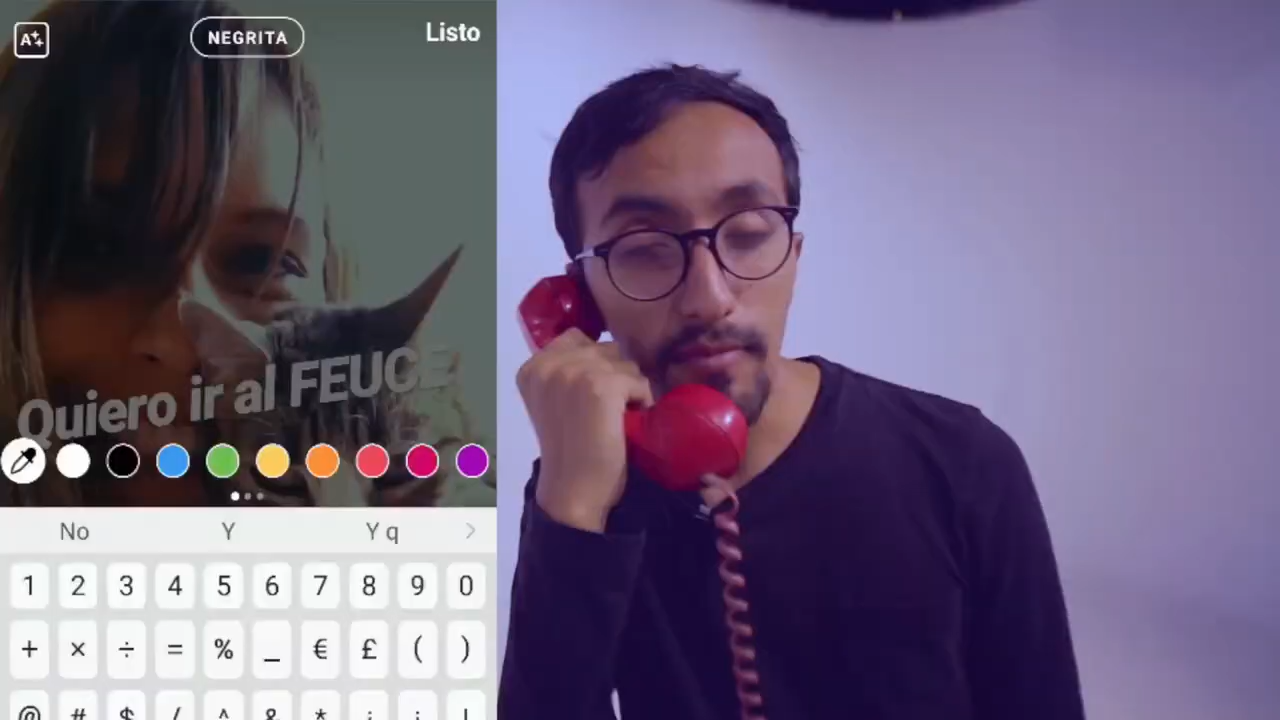 A
NEGRITA
Listo
Quiero ir al FEUCE
No
Y
Y q
1 2 3 4 5 6 7 8 9 0
+ × ÷ = % _ € £ ( )
@ # $ / ^ & *